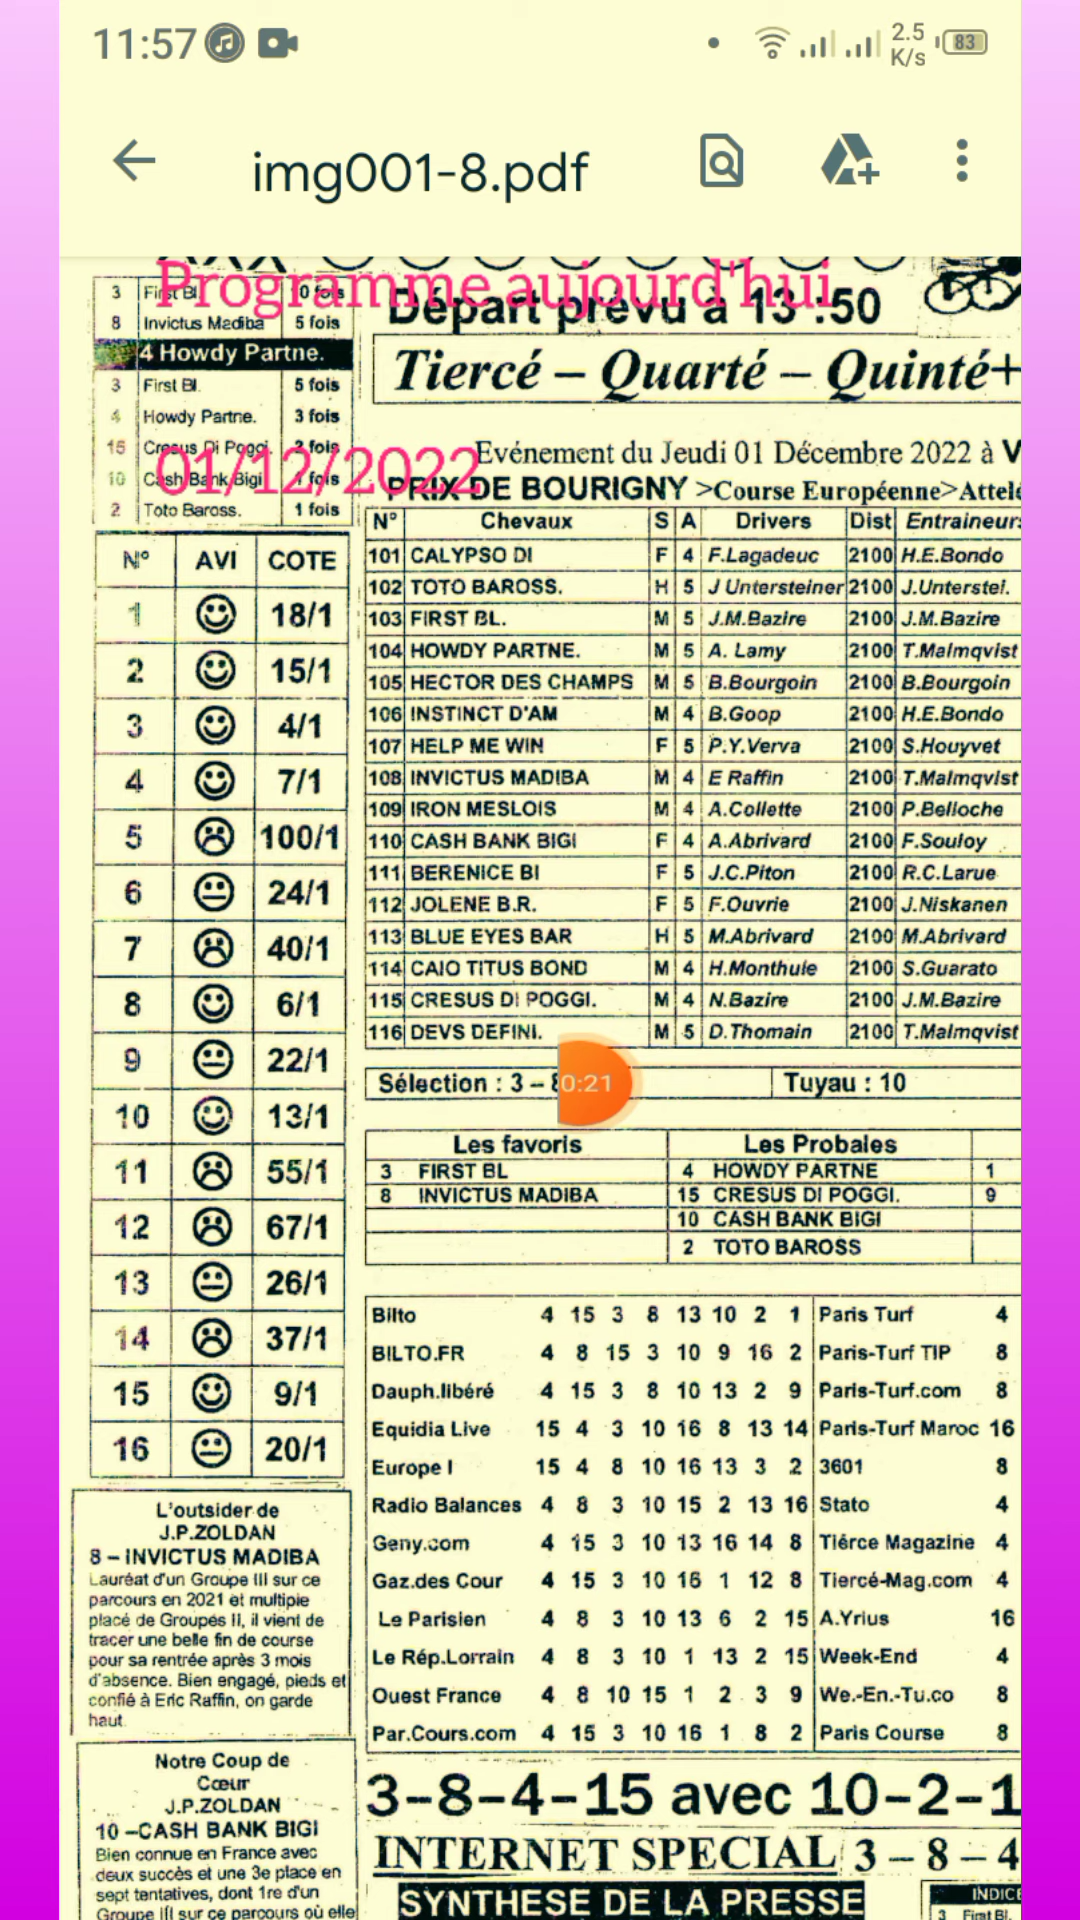 11:57
2.5 K/s
83
img001-8.pdf
Programme aujourd'hui
01/12/2022
3 First Bl 10 fois
8 Invictus Madiba 5 fois
4 Howdy Partne.
3 First Bl. 5 fois
4 Howdy Partne. 3 fois
15 Cresus Di Poggi. 2 fois
10 Cash Bank Bigi 1 fois
2 Toto Baross. 1 fois
Départ prévu à 13 :50
Tiercé – Quarté – Quinté+
Evénement du Jeudi 01 Décembre 2022 à V
PRIX DE BOURIGNY >Course Européenne>Attelé
N° Chevaux S A Drivers Dist Entraineurs
101 CALYPSO DI F 4 F.Lagadeuc 2100 H.E.Bondo
102 TOTO BAROSS. H 5 J Untersteiner 2100 J.Unterstei.
103 FIRST BL. M 5 J.M.Bazire 2100 J.M.Bazire
104 HOWDY PARTNE. M 5 A. Lamy 2100 T.Malmqvist
105 HECTOR DES CHAMPS M 5 B.Bourgoin 2100 B.Bourgoin
106 INSTINCT D'AM M 4 B.Goop 2100 H.E.Bondo
107 HELP ME WIN F 5 P.Y.Verva 2100 S.Houyvet
108 INVICTUS MADIBA M 4 E Raffin 2100 T.Malmqvist
109 IRON MESLOIS M 4 A.Collette 2100 P.Belloche
110 CASH BANK BIGI F 4 A.Abrivard 2100 F.Souloy
111 BERENICE BI F 5 J.C.Piton 2100 R.C.Larue
112 JOLENE B.R. F 5 F.Ouvrie 2100 J.Niskanen
113 BLUE EYES BAR H 5 M.Abrivard 2100 M.Abrivard
114 CAIO TITUS BOND M 4 H.Monthule 2100 S.Guarato
115 CRESUS DI POGGI. M 4 N.Bazire 2100 J.M.Bazire
116 DEVS DEFINI. M 5 D.Thomain 2100 T.Malmqvist
N° AVI COTE
1 18/1
2 15/1
3 4/1
4 7/1
5 100/1
6 24/1
7 40/1
8 6/1
9 22/1
10 13/1
11 55/1
12 67/1
13 26/1
14 37/1
15 9/1
16 20/1
Sélection : 3 – 8
0:21
Tuyau : 10
Les favoris Les Probales
3 FIRST BL 4 HOWDY PARTNE 1
8 INVICTUS MADIBA 15 CRESUS DI POGGI. 9
10 CASH BANK BIGI
2 TOTO BAROSS
Bilto 4 15 3 8 13 10 2 1 Paris Turf 4
BILTO.FR 4 8 15 3 10 9 16 2 Paris-Turf TIP 8
Dauph.libéré 4 15 3 8 10 13 2 9 Paris-Turf.com 8
Equidia Live 15 4 3 10 16 8 13 14 Paris-Turf Maroc 16
Europe I 15 4 8 10 16 13 3 2 3601 8
Radio Balances 4 8 3 10 15 2 13 16 Stato 4
Geny.com 4 15 3 10 13 16 14 8 Tiérce Magazine 4
Gaz.des Cour 4 15 3 10 16 1 12 8 Tiercé-Mag.com 4
Le Parisien 4 8 3 10 13 6 2 15 A.Yrius 16
Le Rép.Lorrain 4 8 3 10 1 13 2 15 Week-End 4
Ouest France 4 8 10 15 1 2 3 9 We.-En.-Tu.co 8
Par.Cours.com 4 15 3 10 16 1 8 2 Paris Course 8
L'outsider de
J.P.ZOLDAN
8 – INVICTUS MADIBA
Lauréat d'un Groupe III sur ce
parcours en 2021 et multiple
placé de Groupes II, il vient de
tracer une belle fin de course
pour sa rentrée après 3 mois
d'absence. Bien engagé, pieds et
confié à Eric Raffin, on garde
haut.
Notre Coup de
Cœur
J.P.ZOLDAN
10 –CASH BANK BIGI
Bien connue en France avec
deux succès et une 3e place en
sept tentatives, dont 1re d'un
Groupe III sur ce parcours où elle
3–8–4–15 avec 10–2–1
INTERNET SPECIAL 3 – 8 – 4
SYNTHESE DE LA PRESSE
INDICE
3 First Bl.